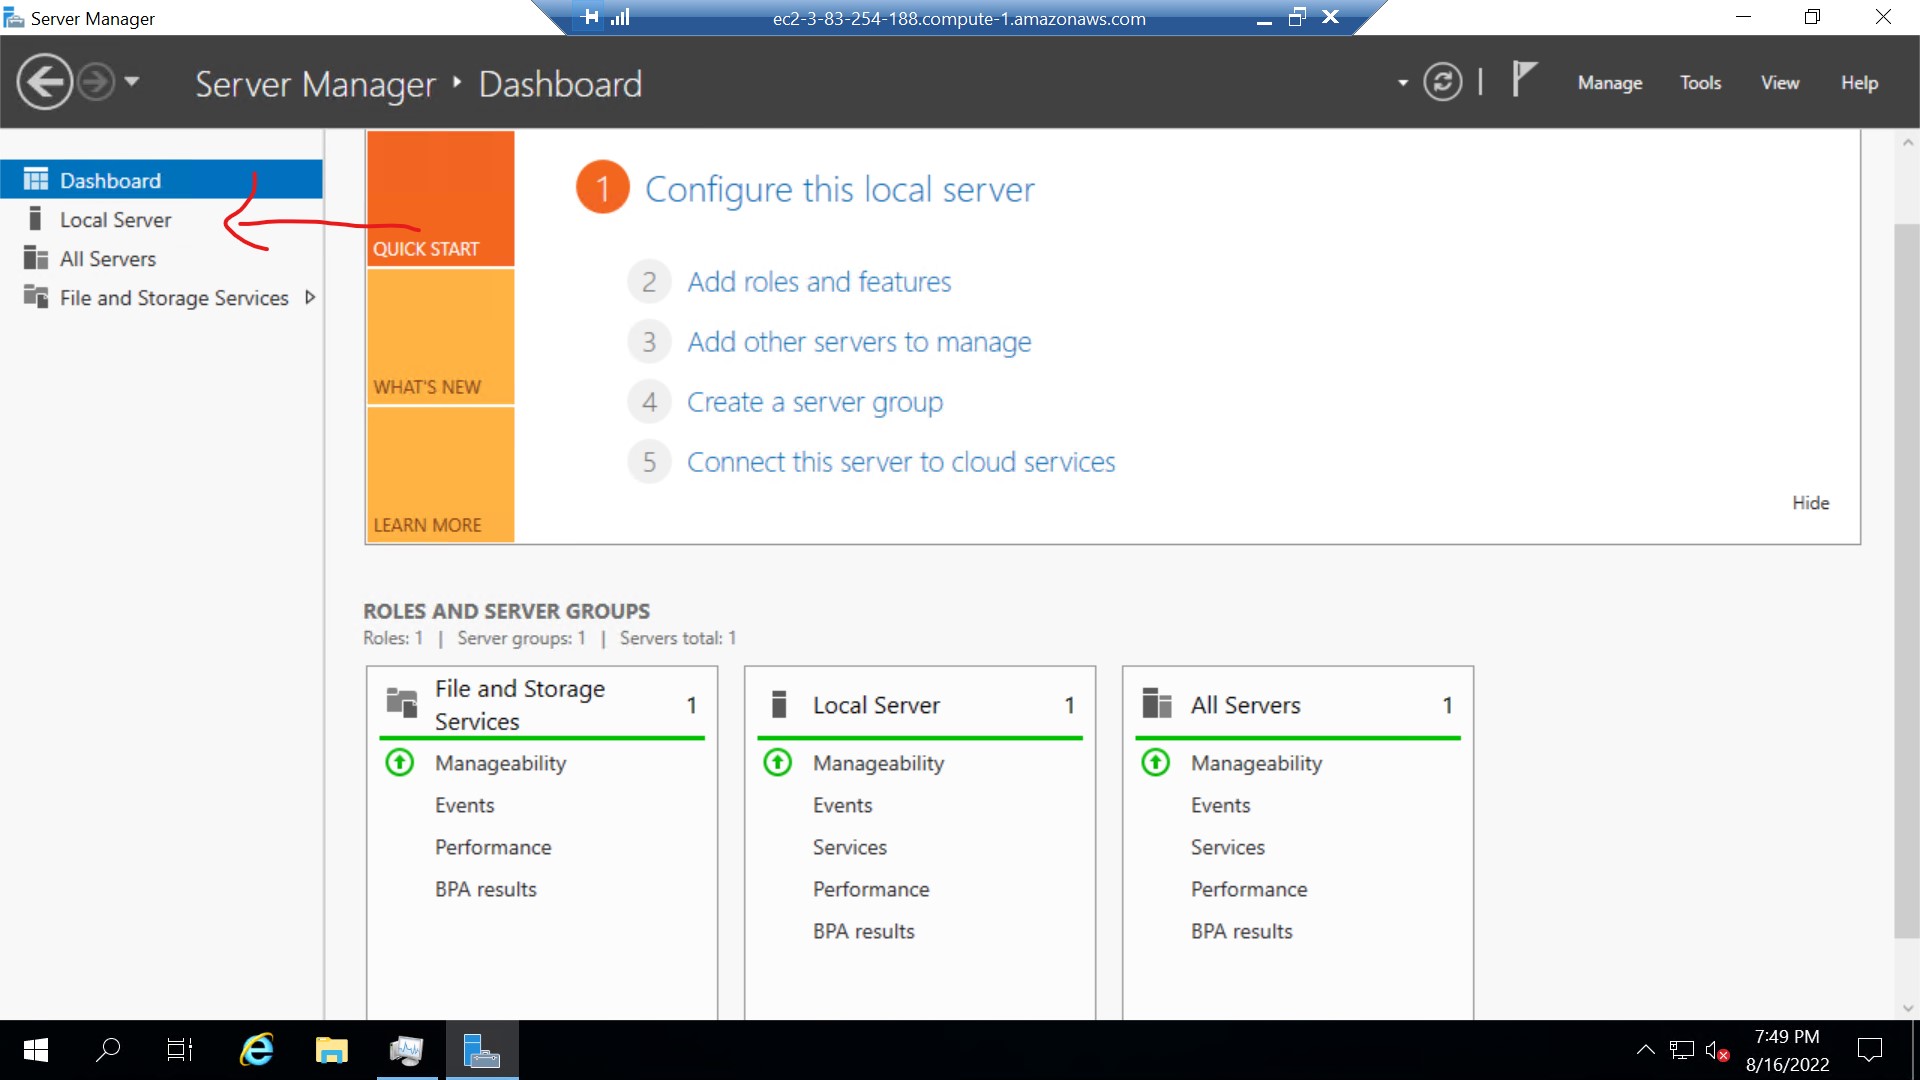 Server Manager
ec2-3-83-254-188.compute-1.amazonaws.com
Server Manager ‣ Dashboard
Manage Tools View Help
Dashboard
Local Server
All Servers
File and Storage Services
QUICK START
WHAT'S NEW
LEARN MORE
1 Configure this local server
2 Add roles and features
3 Add other servers to manage
4 Create a server group
5 Connect this server to cloud services
Hide
ROLES AND SERVER GROUPS
Roles: 1 | Server groups: 1 | Servers total: 1
File and Storage
Services 1
Manageability
Events
Performance
BPA results
Local Server 1
Manageability
Events
Services
Performance
BPA results
All Servers 1
Manageability
Events
Services
Performance
BPA results
7:49 PM
8/16/2022